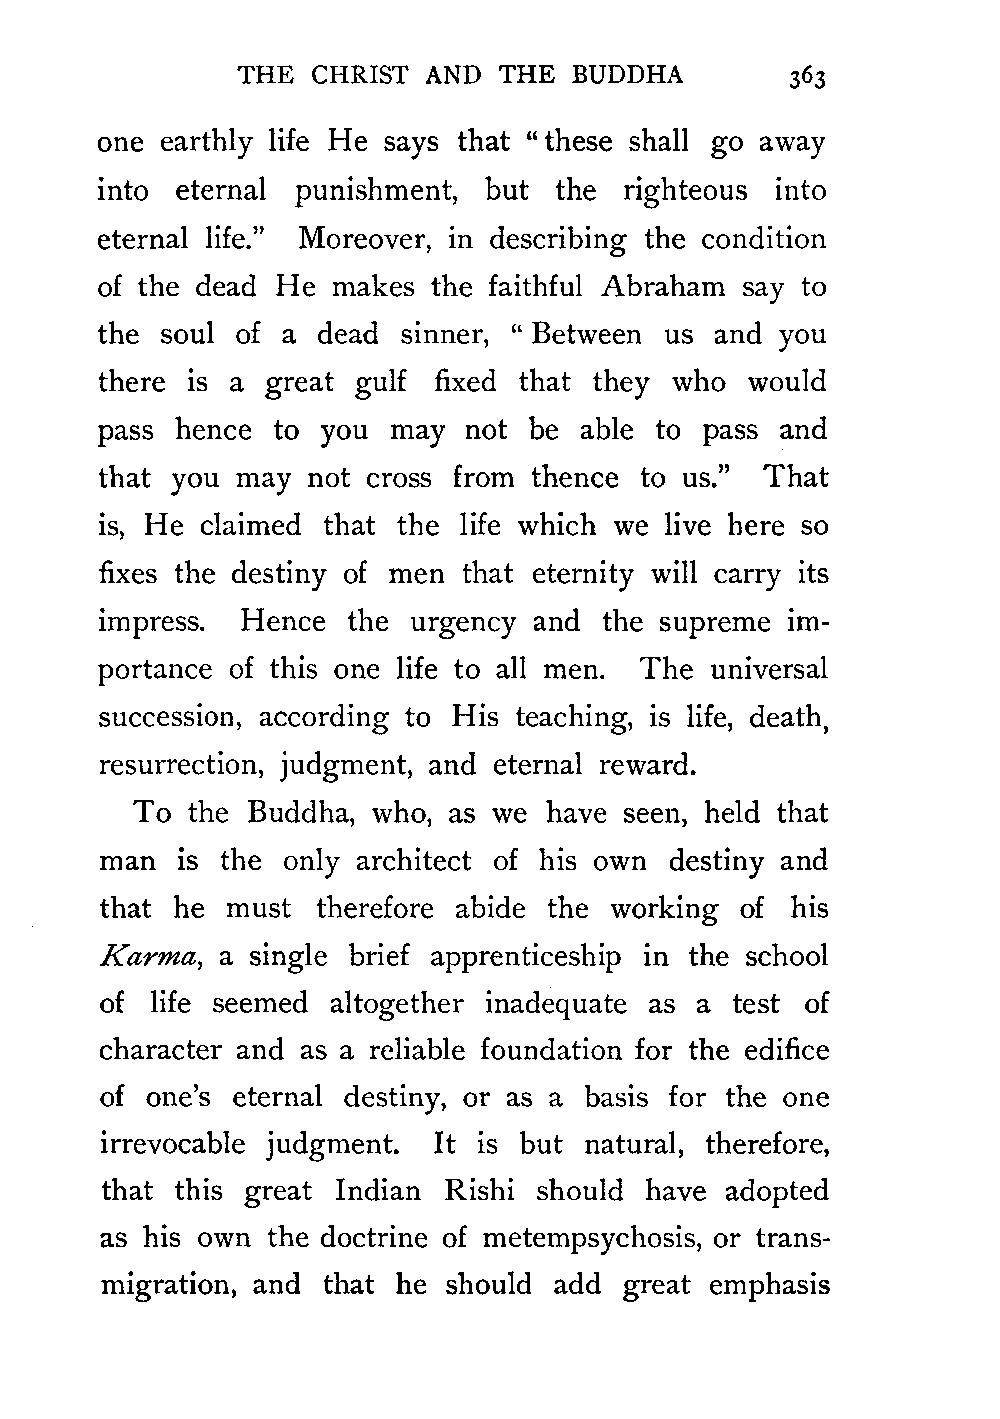 THE CHRIST AND THE BUDDHA 363
one earthly life He says that “these shall go away
into eternal punishment, but the righteous into
eternal life.” Moreover, in describing the condition
of the dead He makes the faithful Abraham say to
the soul of a dead sinner, “Between us and you
there is a great gulf fixed that they who would
pass hence to you may not be able to pass and
that you may not cross from thence to us.” That
is, He claimed that the life which we live here so
fixes the destiny of men that eternity will carry its
impress. Hence the urgency and the supreme im-
portance of this one life to all men. The universal
succession, according to His teaching, is life, death,
resurrection, judgment, and eternal reward.
To the Buddha, who, as we have seen, held that
man is the only architect of his own destiny and
that he must therefore abide the working of his
Karma, a single brief apprenticeship in the school
of life seemed altogether inadequate as a test of
character and as a reliable foundation for the edifice
of one’s eternal destiny, or as a basis for the one
irrevocable judgment. It is but natural, therefore,
that this great Indian Rishi should have adopted
as his own the doctrine of metempsychosis, or trans-
migration, and that he should add great emphasis